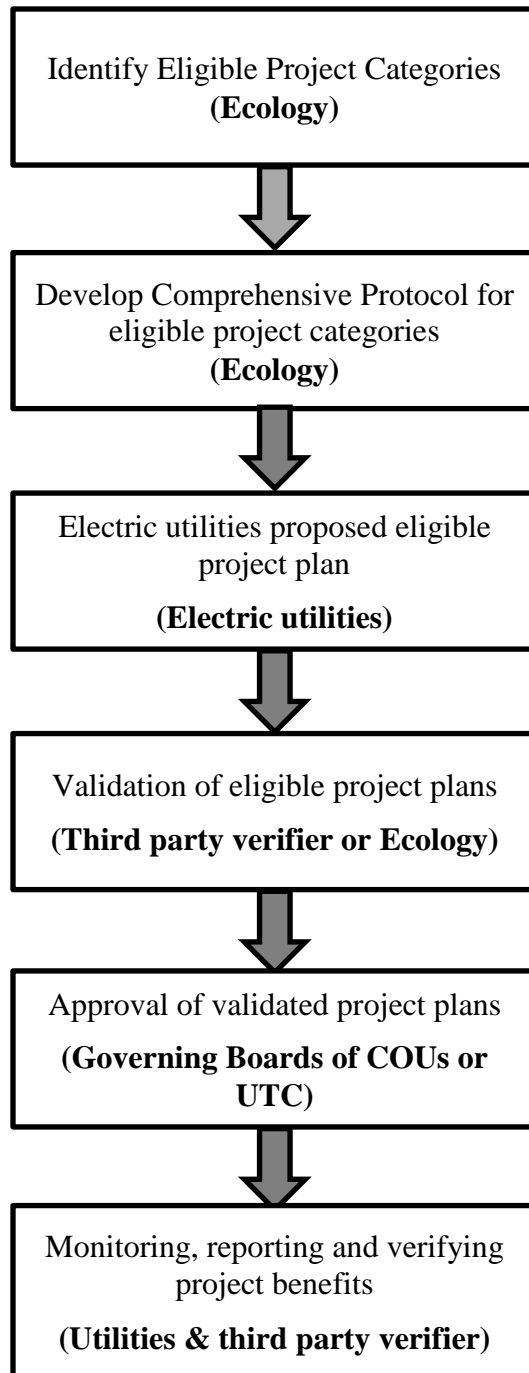 Identify Eligible Project Categories
(Ecology)
Develop Comprehensive Protocol for
eligible project categories
(Ecology)
Electric utilities proposed eligible
project plan
(Electric utilities)
Validation of eligible project plans
(Third party verifier or Ecology)
Approval of validated project plans
(Governing Boards of COUs or
UTC)
Monitoring, reporting and verifying
project benefits
(Utilities & third party verifier)